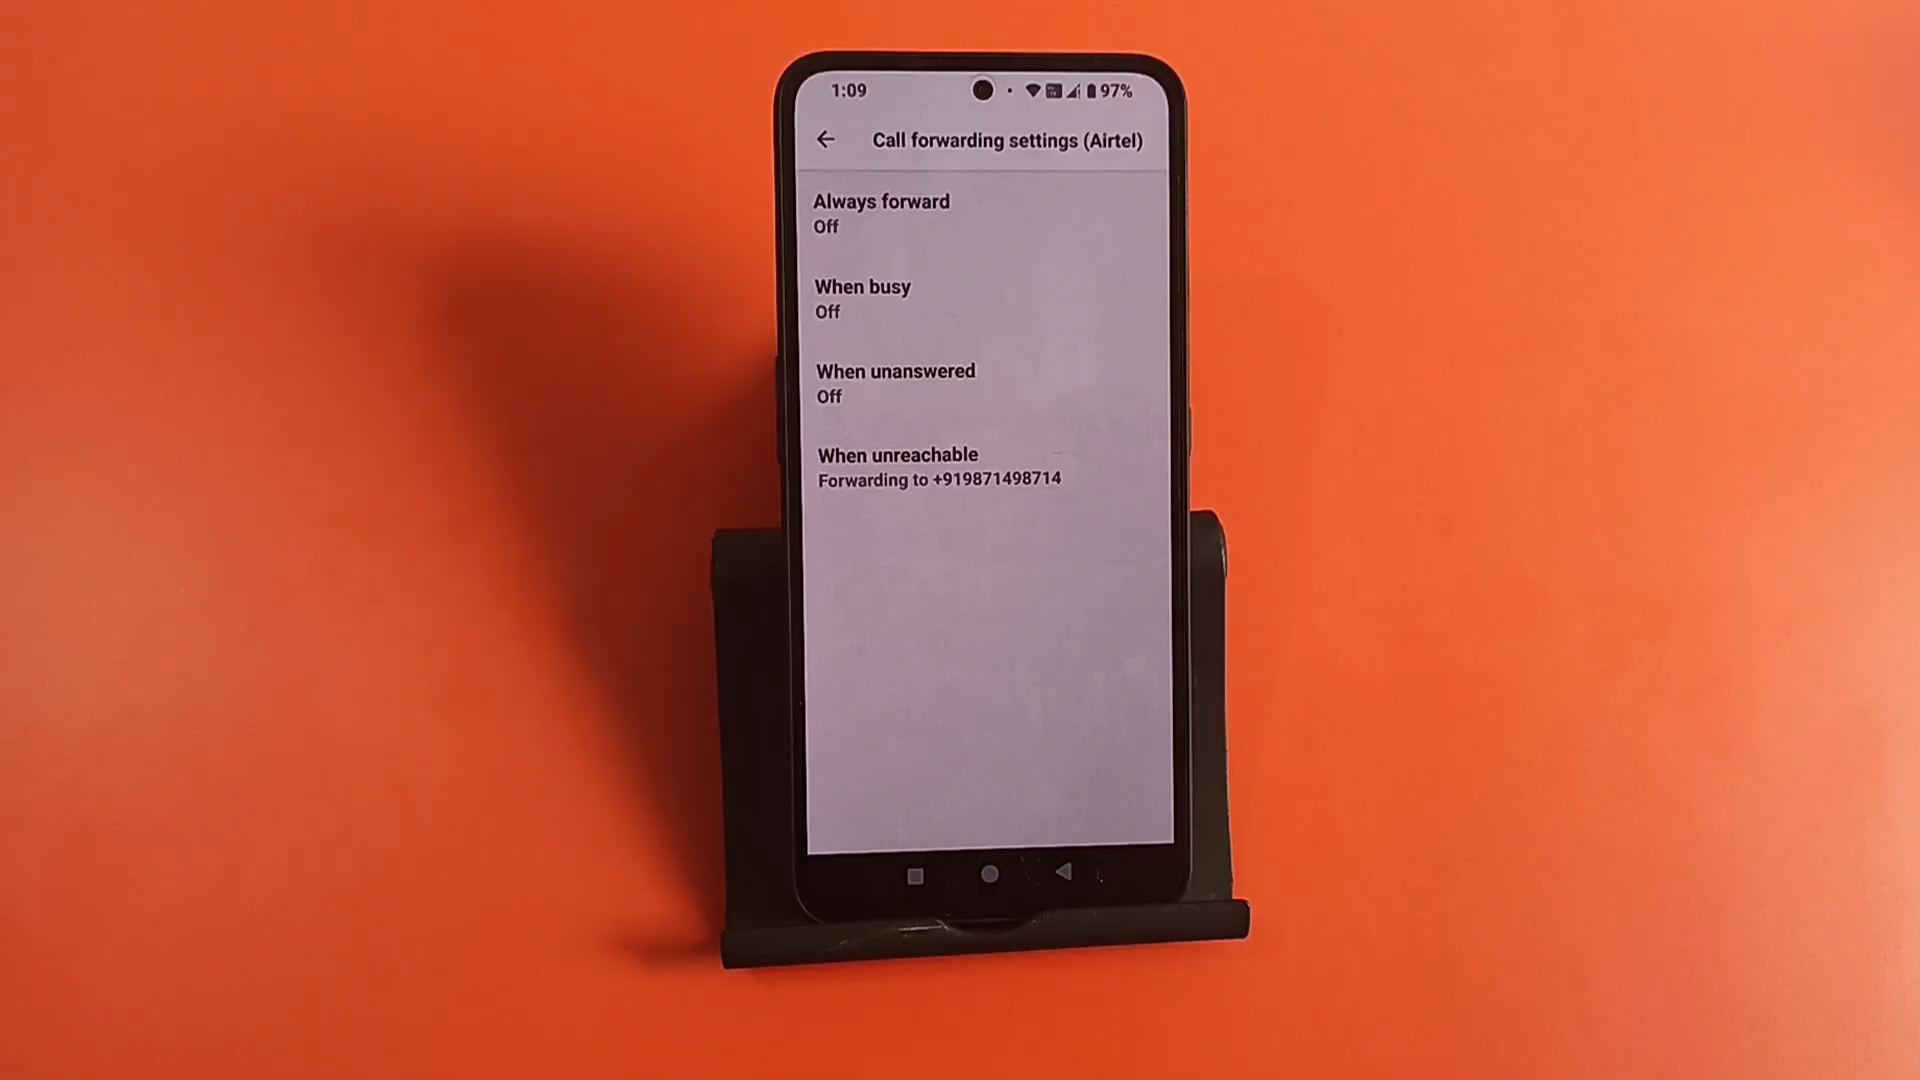 1:09
97%
Call forwarding settings (Airtel)
Always forward
Off
When busy
Off
When unanswered
Off
When unreachable
Forwarding to +919871498714